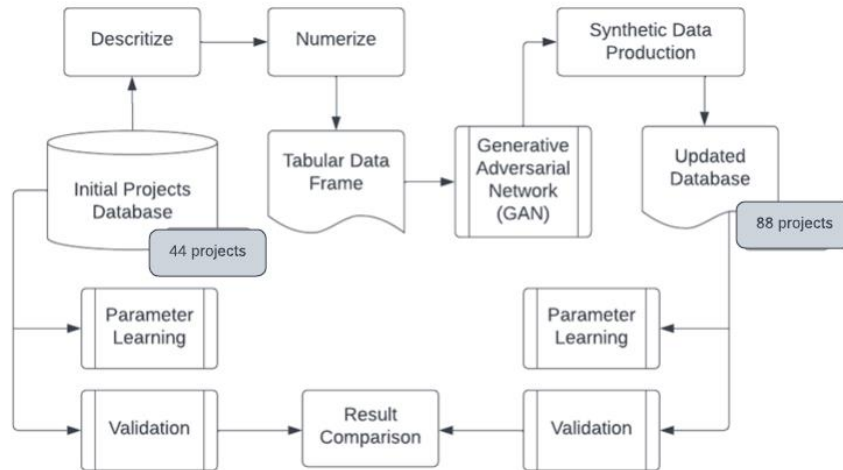 Descritize
Numerize
Synthetic Data
Production
Initial Projects
Database
44 projects
Tabular Data
Frame
Generative
Adversarial
Network
(GAN)
Updated
Database
88 projects
Parameter
Learning
Parameter
Learning
Validation
Result
Comparison
Validation